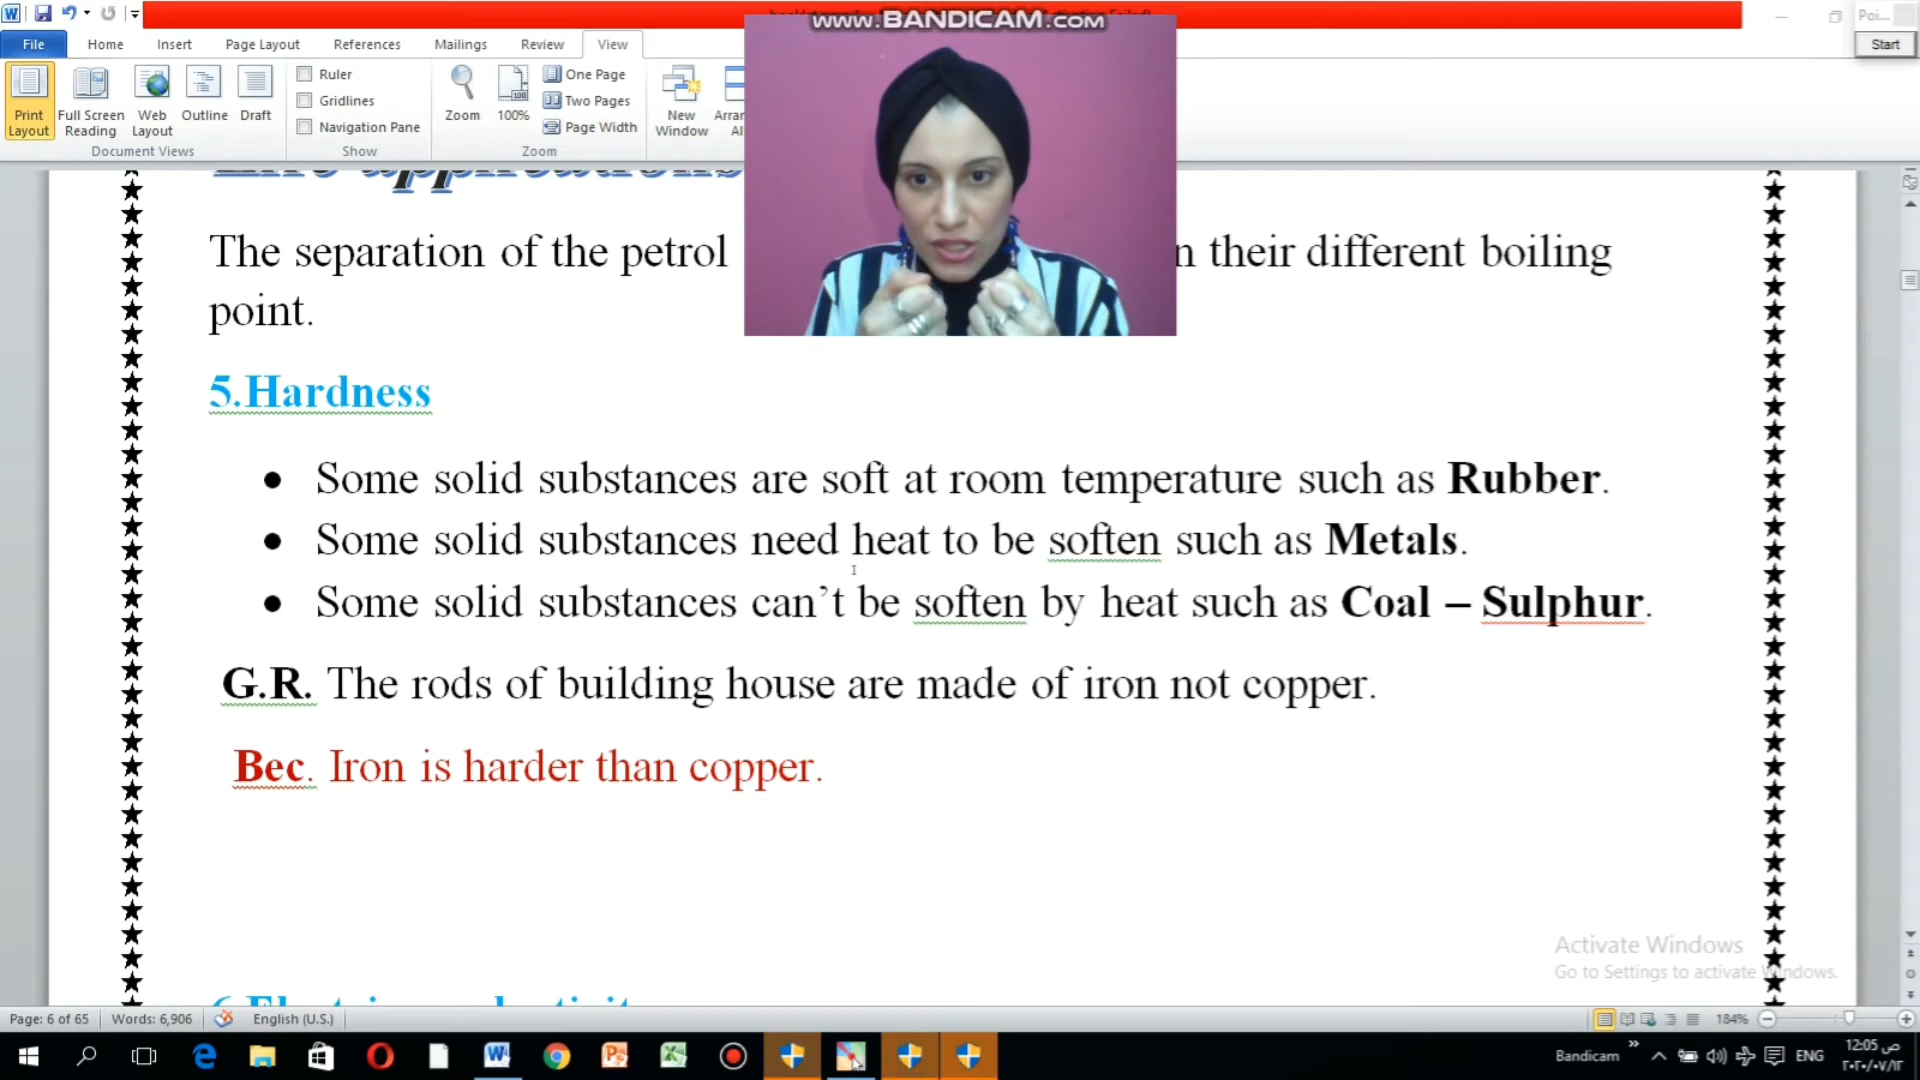 www.BANDICAM.com
Poi...
Start
File Home Insert Page Layout References Mailings Review View
Print Layout
Full Screen Reading
Web Layout
Outline
Draft
Document Views
Ruler
Gridlines
Navigation Pane
Show
Zoom
100%
One Page
Two Pages
Page Width
Zoom
New Window
The separation of the petrol
their different boiling
point.
5.Hardness
• Some solid substances are soft at room temperature such as Rubber.
• Some solid substances need heat to be soften such as Metals.
• Some solid substances can't be soften by heat such as Coal – Sulphur.
G.R. The rods of building house are made of iron not copper.
Bec. Iron is harder than copper.
Activate Windows
Go to Settings to activate Windows.
Page: 6 of 65 Words: 6,906 English (U.S.) 184%
Bandicam » ENG 12:05 ص
٢٠٢٠/٠٧/١٢